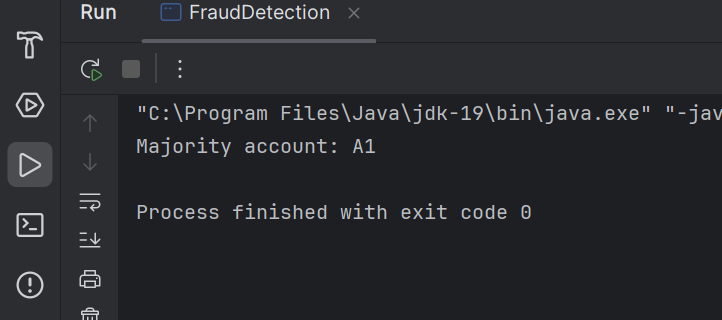 Run FraudDetection
"C:\Program Files\Java\jdk-19\bin\java.exe" "-jav
Majority account: A1
Process finished with exit code 0